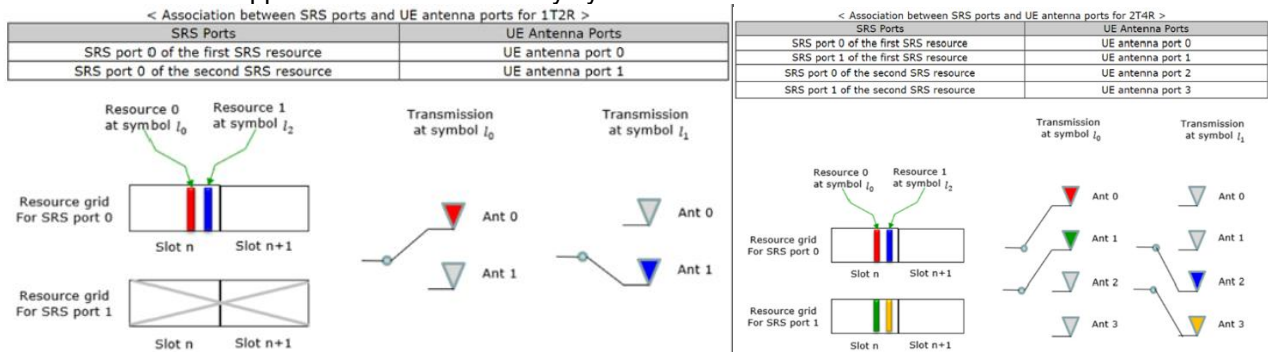 < Association between SRS ports and UE antenna ports for 1T2R >
SRS Ports UE Antenna Ports
SRS port 0 of the first SRS resource UE antenna port 0
SRS port 0 of the second SRS resource UE antenna port 1
Resource 0
at symbol l0
Resource 1
at symbol l2
Transmission
at symbol l0
Transmission
at symbol l1
Resource grid
For SRS port 0
Slot n Slot n+1
Ant 0
Ant 1
Ant 0
Ant 1
Resource grid
For SRS port 1
Slot n Slot n+1
< Association between SRS ports and UE antenna ports for 2T4R >
SRS Ports UE Antenna Ports
SRS port 0 of the first SRS resource UE antenna port 0
SRS port 1 of the first SRS resource UE antenna port 1
SRS port 0 of the second SRS resource UE antenna port 2
SRS port 1 of the second SRS resource UE antenna port 3
Transmission
at symbol l0
Transmission
at symbol l1
Resource 0
at symbol l0
Resource 1
at symbol l2
Resource grid
For SRS port 0
Slot n Slot n+1
Resource grid
For SRS port 1
Slot n Slot n+1
Ant 0
Ant 1
Ant 2
Ant 3
Ant 0
Ant 1
Ant 2
Ant 3